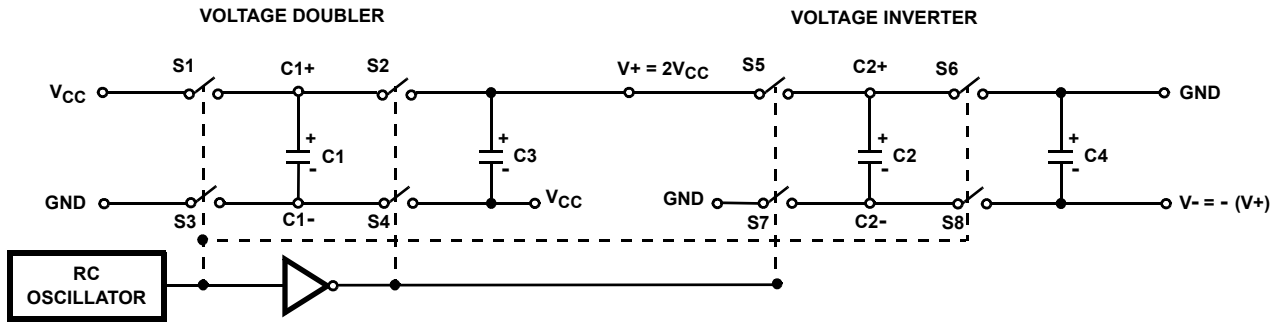 VOLTAGE DOUBLER
VOLTAGE INVERTER
S1 C1+ S2 V+ = 2VCC S5 C2+ S6
VCC GND
+ + + +
C1 C3 C2 C4
- - - -
GND VCC GND V- = - (V+)
S3 C1- S4 S7 C2- S8
RC
OSCILLATOR